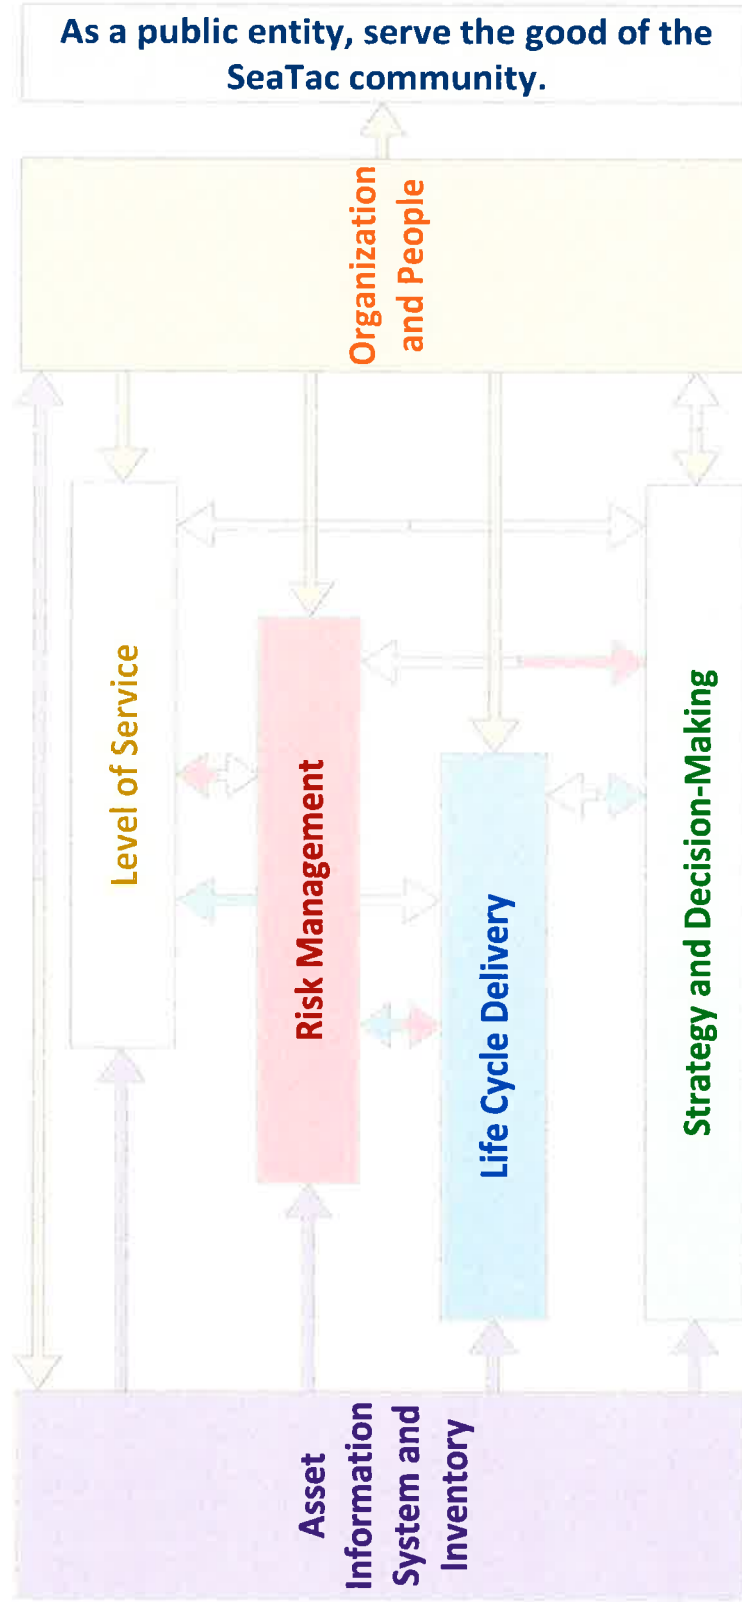 As a public entity, serve the good of the
SeaTac community.
Organization
and People
Level of Service
Risk Management
Life Cycle Delivery
Strategy and Decision-Making
Asset
Information
System and
Inventory